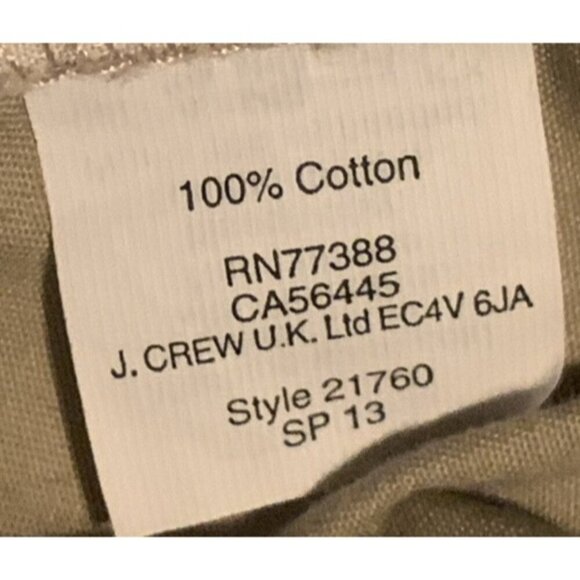 100% Cotton
RN77388
CA56445
J. CREW U.K. Ltd EC4V 6JA
Style 21760
SP 13